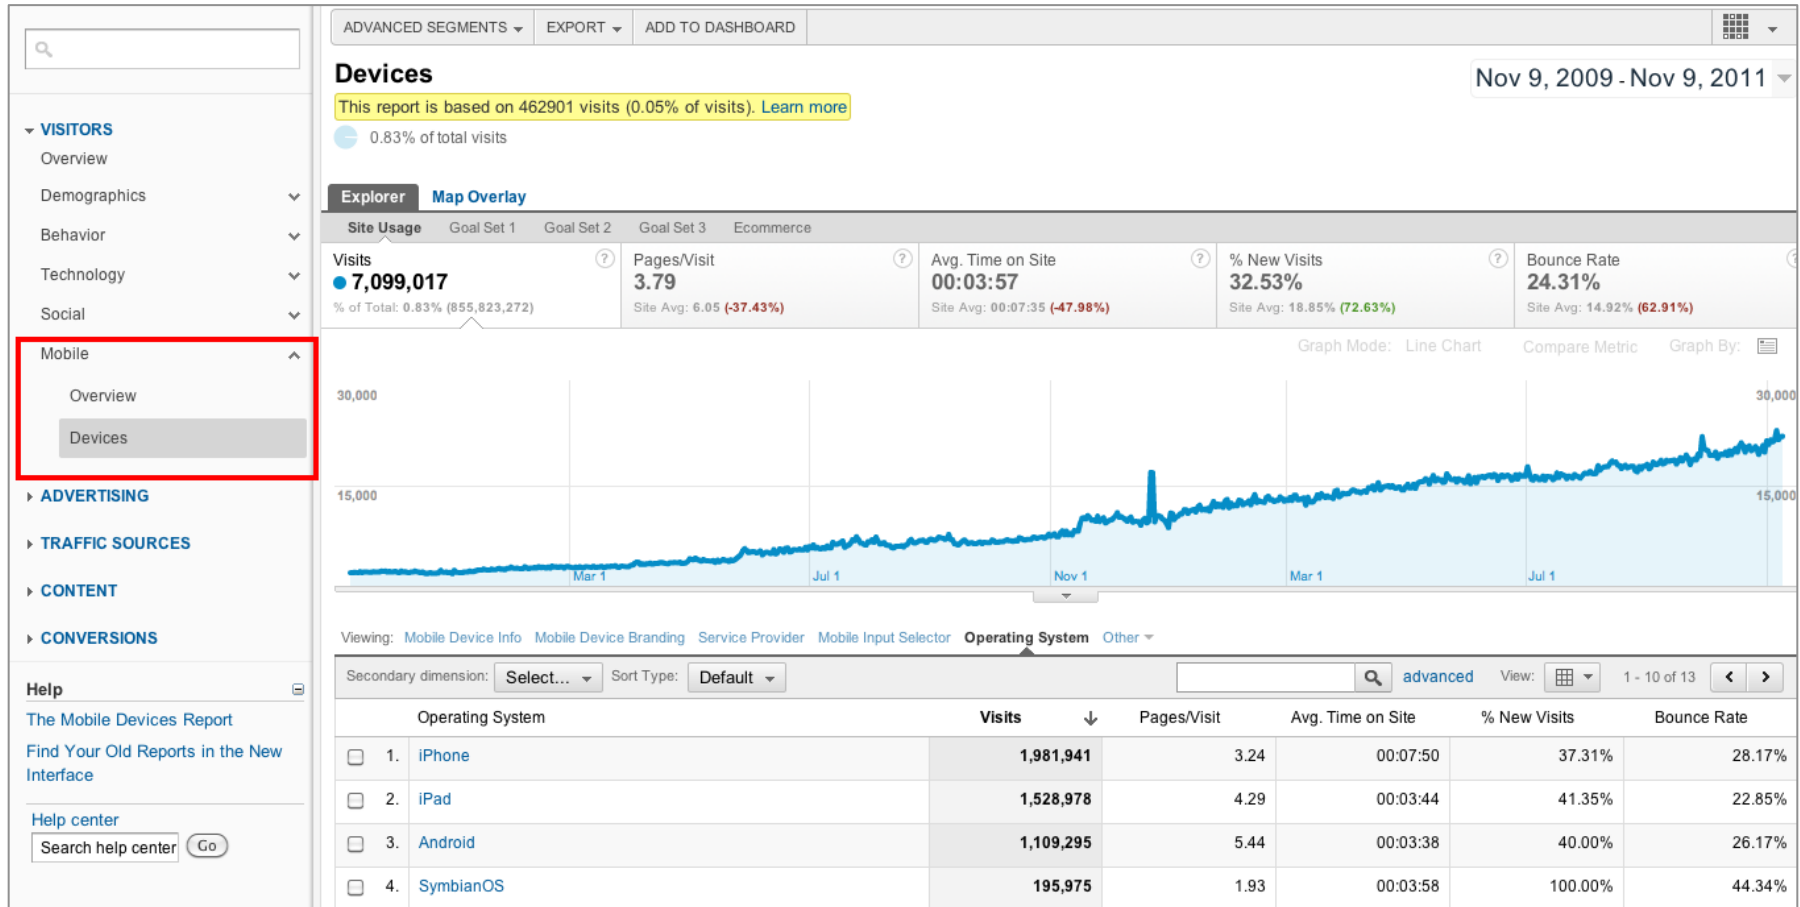 ADVANCED SEGMENTS EXPORT ADD TO DASHBOARD
Devices
Nov 9, 2009 - Nov 9, 2011
This report is based on 462901 visits (0.05% of visits). Learn more
0.83% of total visits
VISITORS
Overview
Demographics
Behavior
Technology
Social
Mobile
Overview
Devices
ADVERTISING
TRAFFIC SOURCES
CONTENT
CONVERSIONS
Help
The Mobile Devices Report
Find Your Old Reports in the New
Interface
Help center
Search help center Go
Explorer Map Overlay
Site Usage Goal Set 1 Goal Set 2 Goal Set 3 Ecommerce
Visits ?
7,099,017
% of Total: 0.83% (855,823,272)
Pages/Visit ?
3.79
Site Avg: 6.05 (-37.43%)
Avg. Time on Site ?
00:03:57
Site Avg: 00:07:35 (-47.98%)
% New Visits ?
32.53%
Site Avg: 18.85% (72.63%)
Bounce Rate ?
24.31%
Site Avg: 14.92% (62.91%)
Graph Mode: Line Chart Compare Metric Graph By:
30,000 30,000
15,000 15,000
Mar 1 Jul 1 Nov 1 Mar 1 Jul 1
Viewing: Mobile Device Info Mobile Device Branding Service Provider Mobile Input Selector Operating System Other
Secondary dimension: Select... Sort Type: Default advanced View: 1 - 10 of 13
Operating System Visits Pages/Visit Avg. Time on Site % New Visits Bounce Rate
1. iPhone 1,981,941 3.24 00:07:50 37.31% 28.17%
2. iPad 1,528,978 4.29 00:03:44 41.35% 22.85%
3. Android 1,109,295 5.44 00:03:38 40.00% 26.17%
4. SymbianOS 195,975 1.93 00:03:58 100.00% 44.34%